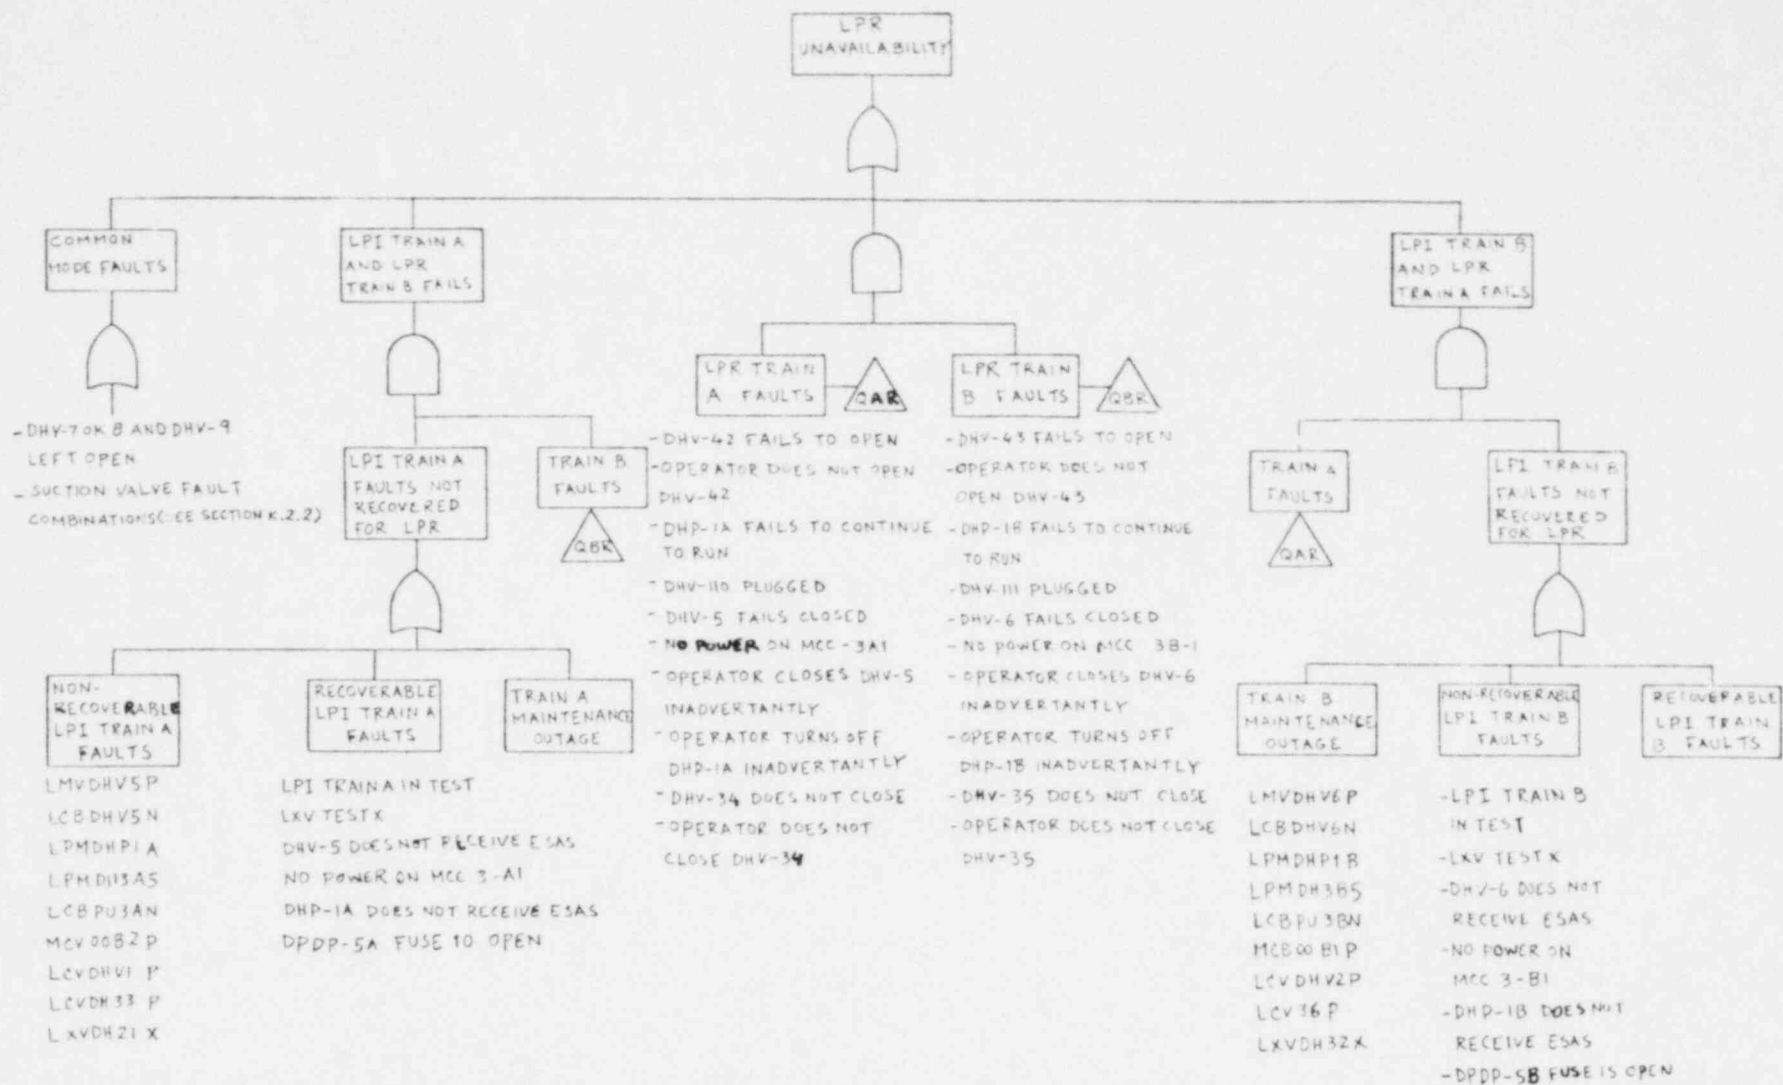 LPR
UNAVAILABILITY
COMMON
MODE FAULTS
- DHV-7 OR 8 AND DHV-9
LEFT OPEN
- SUCTION VALVE FAULT
COMBINATIONS (SEE SECTION K.2.2)
LPI TRAIN A
AND LPR
TRAIN B FAILS
LPI TRAIN A
FAULTS NOT
RECOVERED
FOR LPR
TRAIN B
FAULTS
QBR
NON-
RECOVERABLE
LPI TRAIN A
FAULTS
LMVDHV5P
LCBDHV5N
LPMDHP1A
LPMDH3A5
LCBPU3AN
MCV00B2P
LCVDHV1P
LCVDH33P
LXVDH21X
RECOVERABLE
LPI TRAIN A
FAULTS
LPI TRAIN A IN TEST
LXV TESTX
DHV-5 DOES NOT RECEIVE ESAS
NO POWER ON MCC 3-A1
DHP-1A DOES NOT RECEIVE ESAS
DPDP-5A FUSE TO OPEN
TRAIN A
MAINTENANCE
OUTAGE
LPR TRAIN
A FAULTS
QAR
- DHV-42 FAILS TO OPEN
- OPERATOR DOES NOT OPEN
DHV-42
- DHP-1A FAILS TO CONTINUE
TO RUN
- DHV-110 PLUGGED
- DHV-5 FAILS CLOSED
- NO POWER ON MCC-3A1
- OPERATOR CLOSES DHV-5
INADVERTANTLY
- OPERATOR TURNS OFF
DHP-1A INADVERTANTLY
- DHV-34 DOES NOT CLOSE
- OPERATOR DOES NOT
CLOSE DHV-34
LPR TRAIN
B FAULTS
QBR
- DHV-43 FAILS TO OPEN
- OPERATOR DOES NOT
OPEN DHV-43
- DHP-1B FAILS TO CONTINUE
TO RUN
- DHV-111 PLUGGED
- DHV-6 FAILS CLOSED
- NO POWER ON MCC 3B-1
- OPERATOR CLOSES DHV-6
INADVERTANTLY
- OPERATOR TURNS OFF
DHP-1B INADVERTANTLY
- DHV-35 DOES NOT CLOSE
- OPERATOR DOES NOT CLOSE
DHV-35
LPI TRAIN B
AND LPR
TRAIN A FAILS
TRAIN A
FAULTS
QAR
LPI TRAIN B
FAULTS NOT
RECOVERED
FOR LPR
TRAIN B
MAINTENANCE
OUTAGE
LMVDHV6P
LCBDHV6N
LPMDHP1B
LPMDH3B5
LCBPU3BN
MCB00B1P
LCVDHV2P
LCV36P
LXVDH32X
NON-RECOVERABLE
LPI TRAIN B
FAULTS
- LPI TRAIN B
IN TEST
- LXV TESTX
- DHV-6 DOES NOT
RECEIVE ESAS
- NO POWER ON
MCC 3-B1
- DHP-1B DOES NOT
RECEIVE ESAS
- DPDP-5B FUSE IS OPEN
RECOVERABLE
LPI TRAIN
B FAULTS